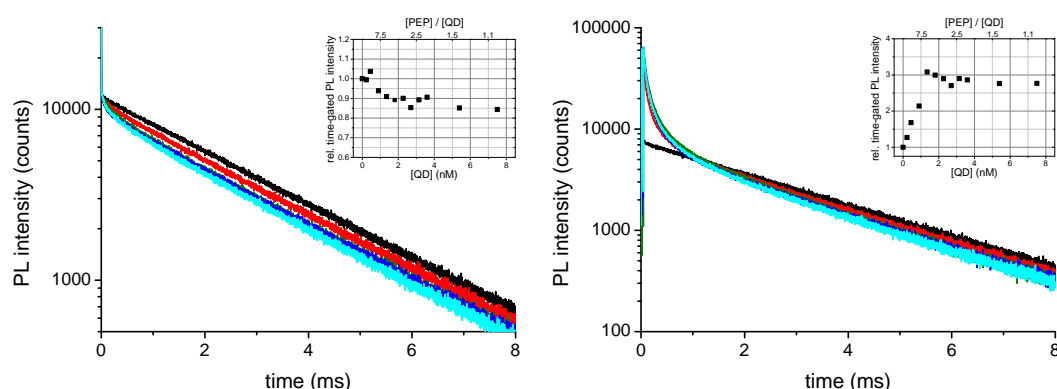 [PEP] / [QD]
7.5 2.5 1.5 1.1
1.2
1.1
1.0
0.9
0.8
0.7
0.6
rel. time-gated PL intensity
0 2 4 6 8
[QD] (nM)
10000
1000
PL intensity (counts)
0 2 4 6 8
time (ms)
[PEP] / [QD]
7.5 2.5 1.5 1.1
4
3
2
1
rel. time-gated PL intensity
0 2 4 6 8
[QD] (nM)
100000
10000
1000
100
PL intensity (counts)
0 2 4 6 8
time (ms)